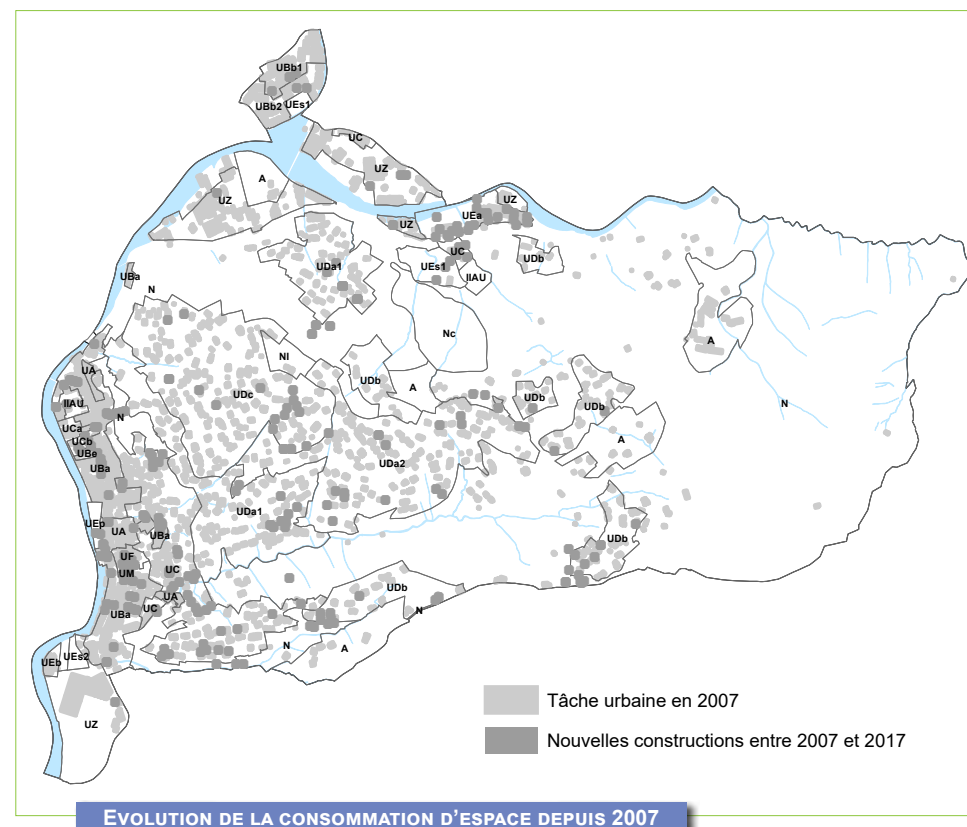 UBb1
UBb2
UEs1
UC
UZ
A
UZ
UZ
UEa
UZ
UC
UDb
UDa1
UEs1
IIAU
UBa
N
Nc
A
NI
UDb
A
UA
UDc
UDb
UDb
N
IIAU
N
UCa
UCb
UBe
UBa
UDa2
A
UEp
UA
UBa
UDa1
UF
UM
UC
UDb
UA
UBa
UC
UDb
N
UEs2
UEb
N
A
UZ
Tâche urbaine en 2007
Nouvelles constructions entre 2007 et 2017
EVOLUTION DE LA CONSOMMATION D'ESPACE DEPUIS 2007